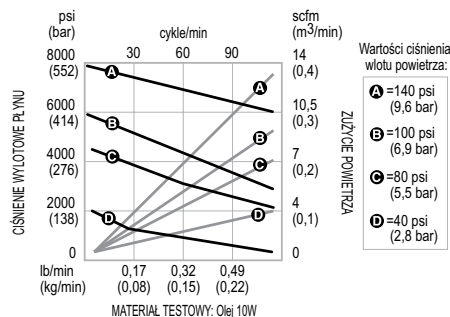 psi
(bar)
cykle/min
scfm
(m3/min)
30 60 90
8000
(552)
6000
(414)
4000
(276)
2000
(138)
0
CIŚNIENIE WYLOTOWE PŁYNU
A
B
C
D
A
B
C
D
14
(0,4)
10,5
(0,3)
7
(0,2)
4
(0,1)
0
ZUŻYCIE POWIETRZA
lb/min
(kg/min)
0,17 0,32 0,49
(0,08) (0,15) (0,22)
MATERIAŁ TESTOWY: Olej 10W
Wartości ciśnienia
wlotu powietrza:
A =140 psi
(9,6 bar)
B =100 psi
(6,9 bar)
C =80 psi
(5,5 bar)
D =40 psi
(2,8 bar)